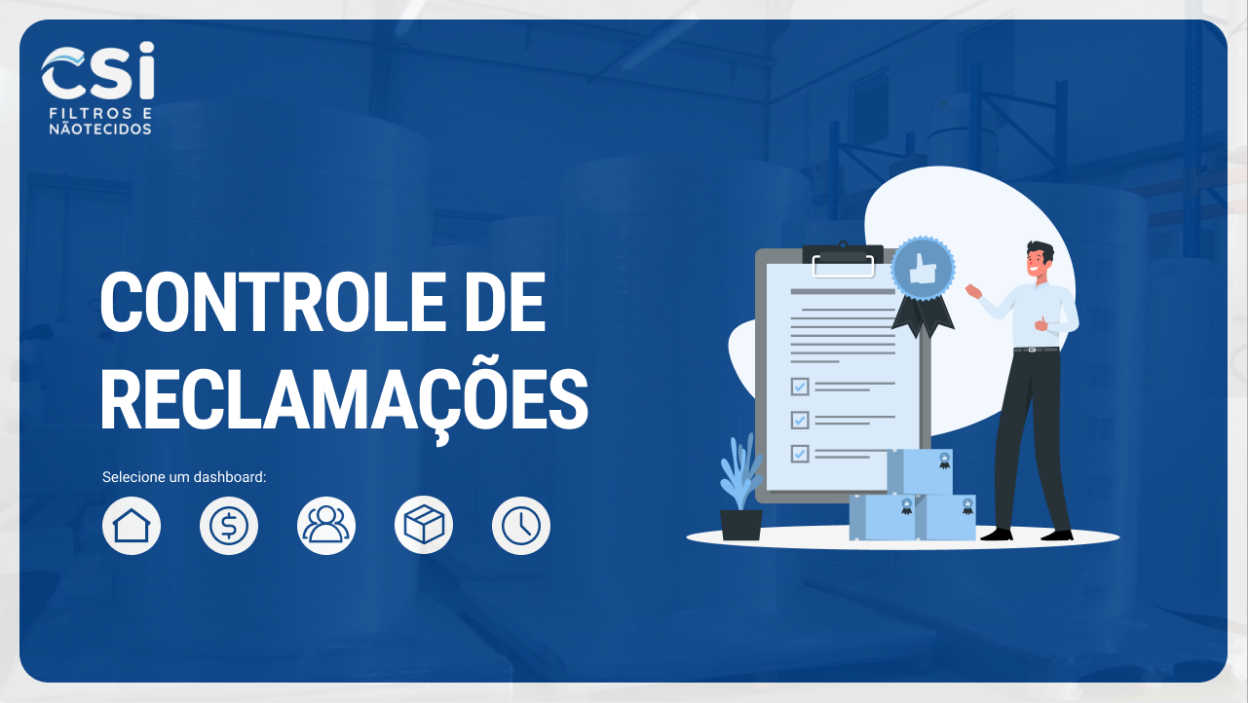 CSi
FILTROS E
NÃOTECIDOS
CONTROLE DE
RECLAMAÇÕES
Selecione um dashboard:
$